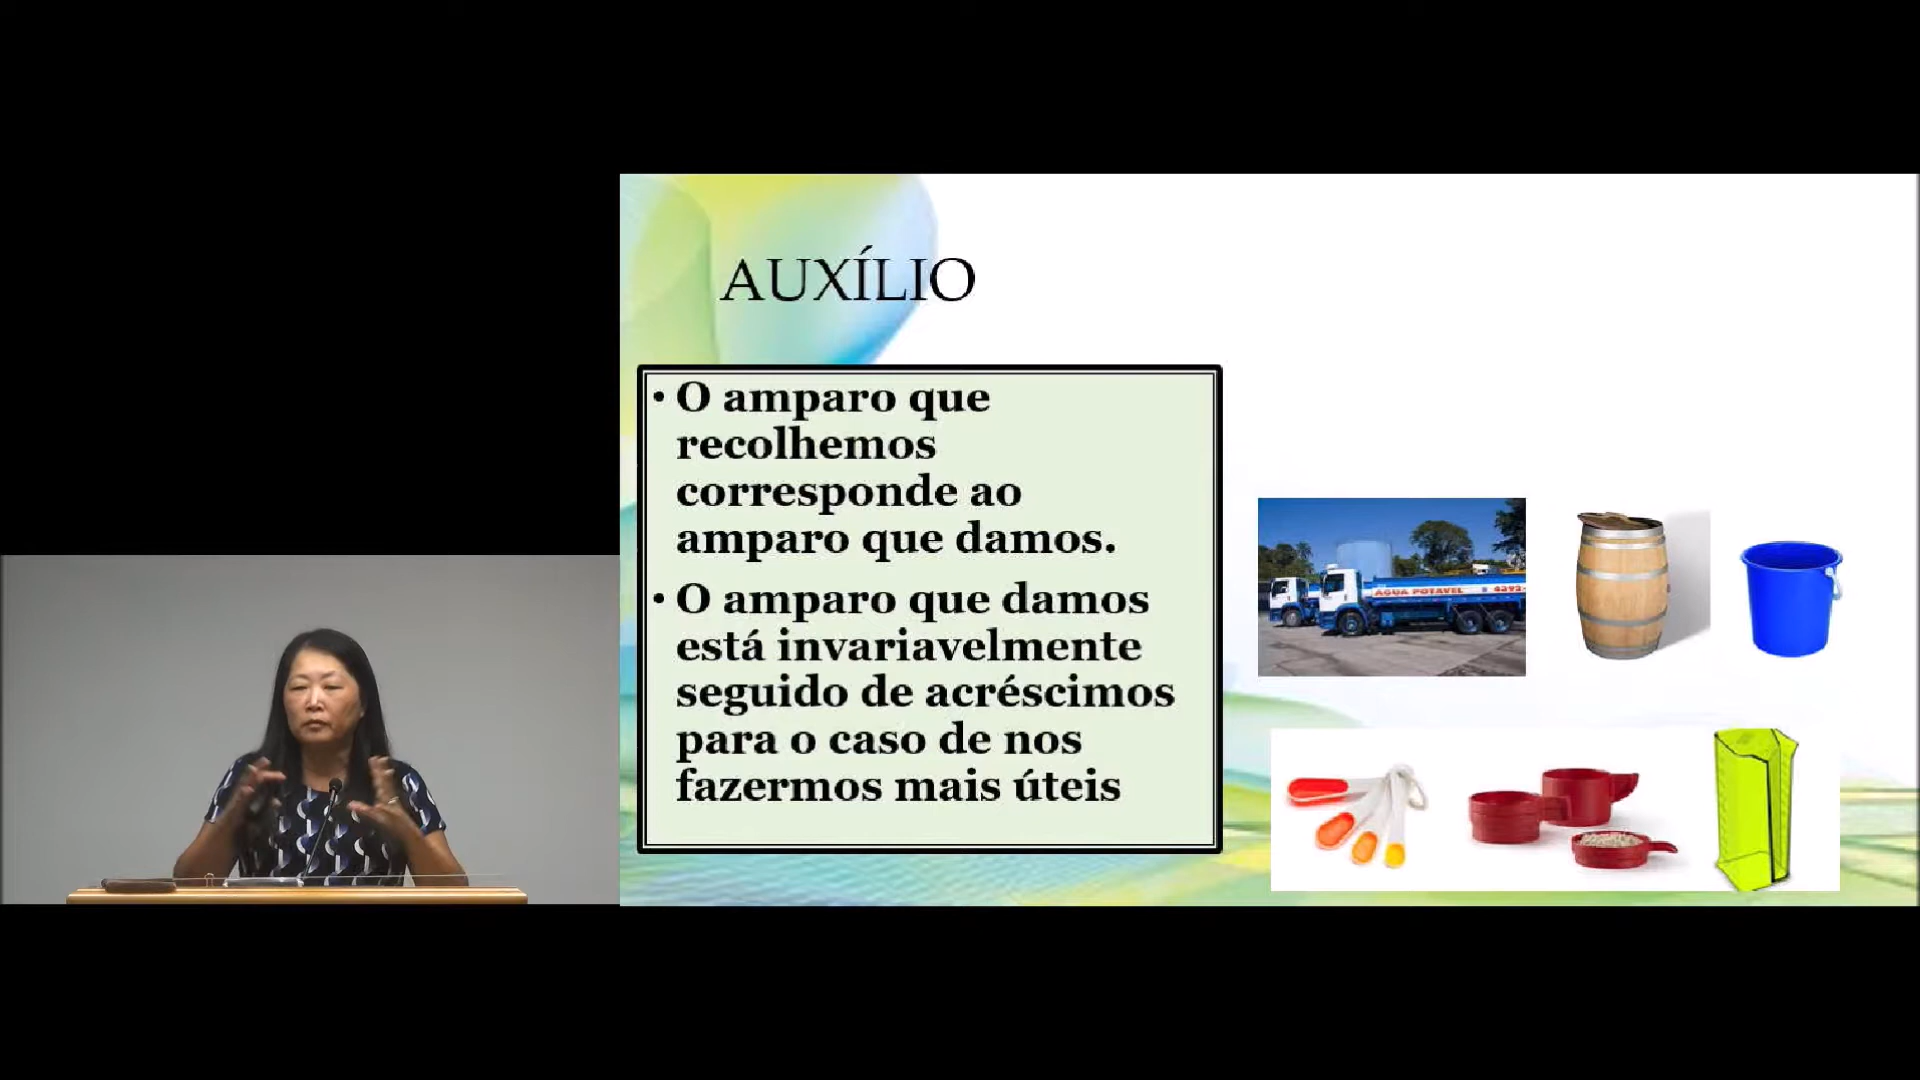 AUXÍLIO
• O amparo que
recolhemos
corresponde ao
amparo que damos.
• O amparo que damos
está invariavelmente
seguido de acréscimos
para o caso de nos
fazermos mais úteis
ÁGUA POTÁVEL